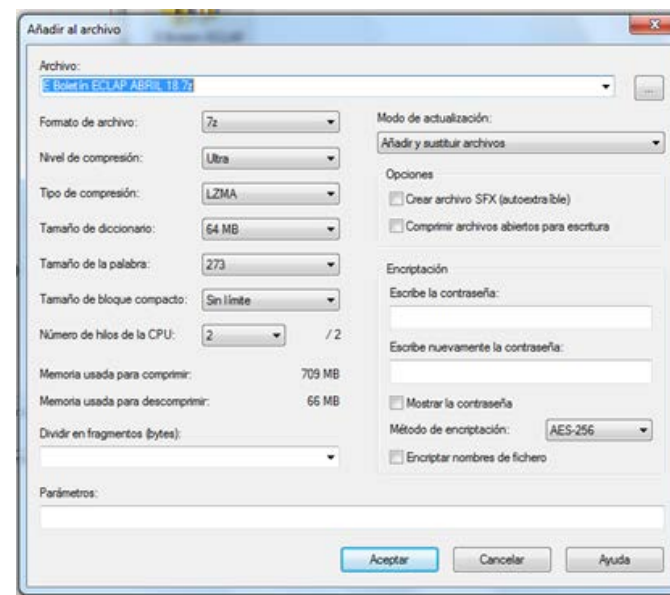 Añadir al archivo
Archivo:
E Boletín ECLAP ABRIL 18.7z
...
Formato de archivo: 7z
Nivel de compresión: Ultra
Tipo de compresión: LZMA
Tamaño de diccionario: 64 MB
Tamaño de la palabra: 273
Tamaño de bloque compacto: Sin límite
Número de hilos de la CPU: 2 / 2
Memoria usada para comprimir: 709 MB
Memoria usada para descomprimir: 66 MB
Dividir en fragmentos (bytes):
Modo de actualización:
Añadir y sustituir archivos
Opciones
Crear archivo SFX (autoextraíble)
Comprimir archivos abiertos para escritura
Encriptación
Escribe la contraseña:
Escribe nuevamente la contraseña:
Mostrar la contraseña
Método de encriptación: AES-256
Encriptar nombres de fichero
Parámetros:
Aceptar Cancelar Ayuda